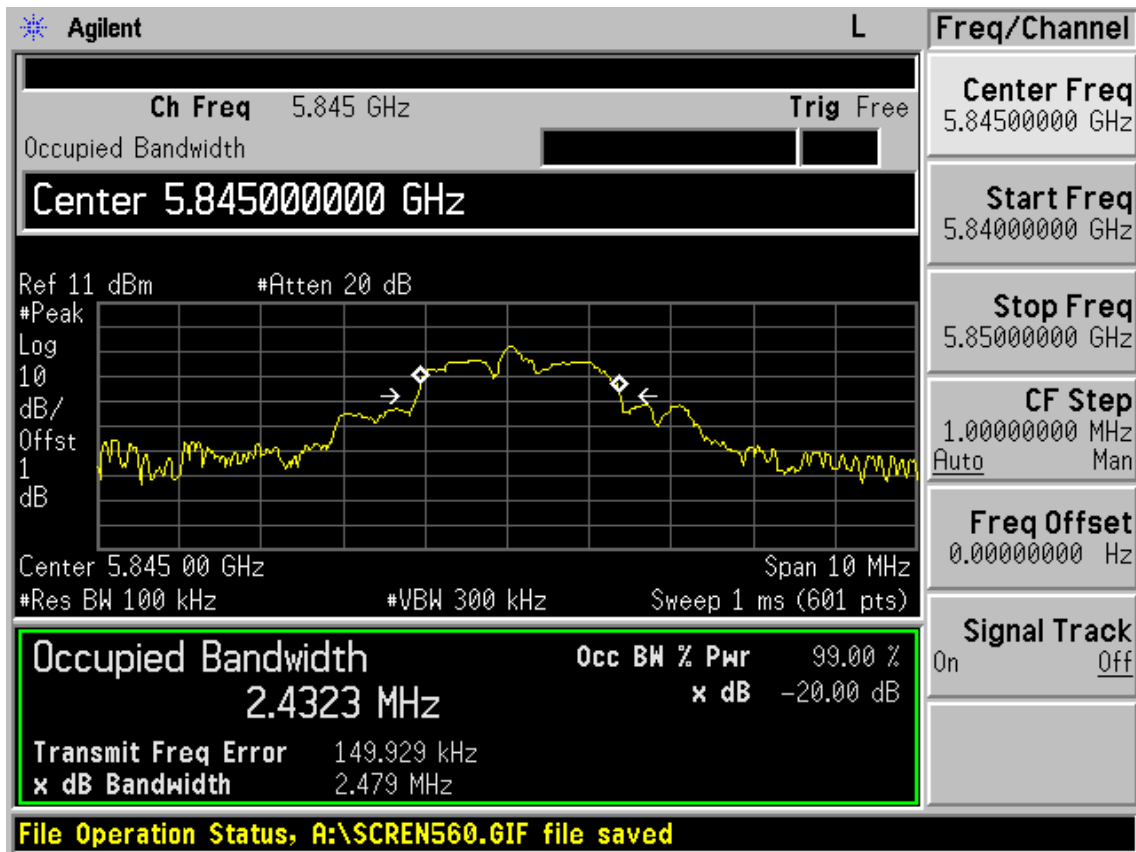 Agilent L Freq/Channel
Ch Freq 5.845 GHz Trig Free
Occupied Bandwidth
Center 5.845000000 GHz
Ref 11 dBm #Atten 20 dB
#Peak
Log
10
dB/
Offst
1
dB
Center 5.845 00 GHz Span 10 MHz
#Res BW 100 kHz #VBW 300 kHz Sweep 1 ms (601 pts)
Occupied Bandwidth Occ BW % Pwr 99.00 %
2.4323 MHz x dB -20.00 dB
Transmit Freq Error 149.929 kHz
x dB Bandwidth 2.479 MHz
Center Freq
5.84500000 GHz
Start Freq
5.84000000 GHz
Stop Freq
5.85000000 GHz
CF Step
1.00000000 MHz
Auto Man
Freq Offset
0.00000000 Hz
Signal Track
On Off
File Operation Status, A:\SCREN560.GIF file saved